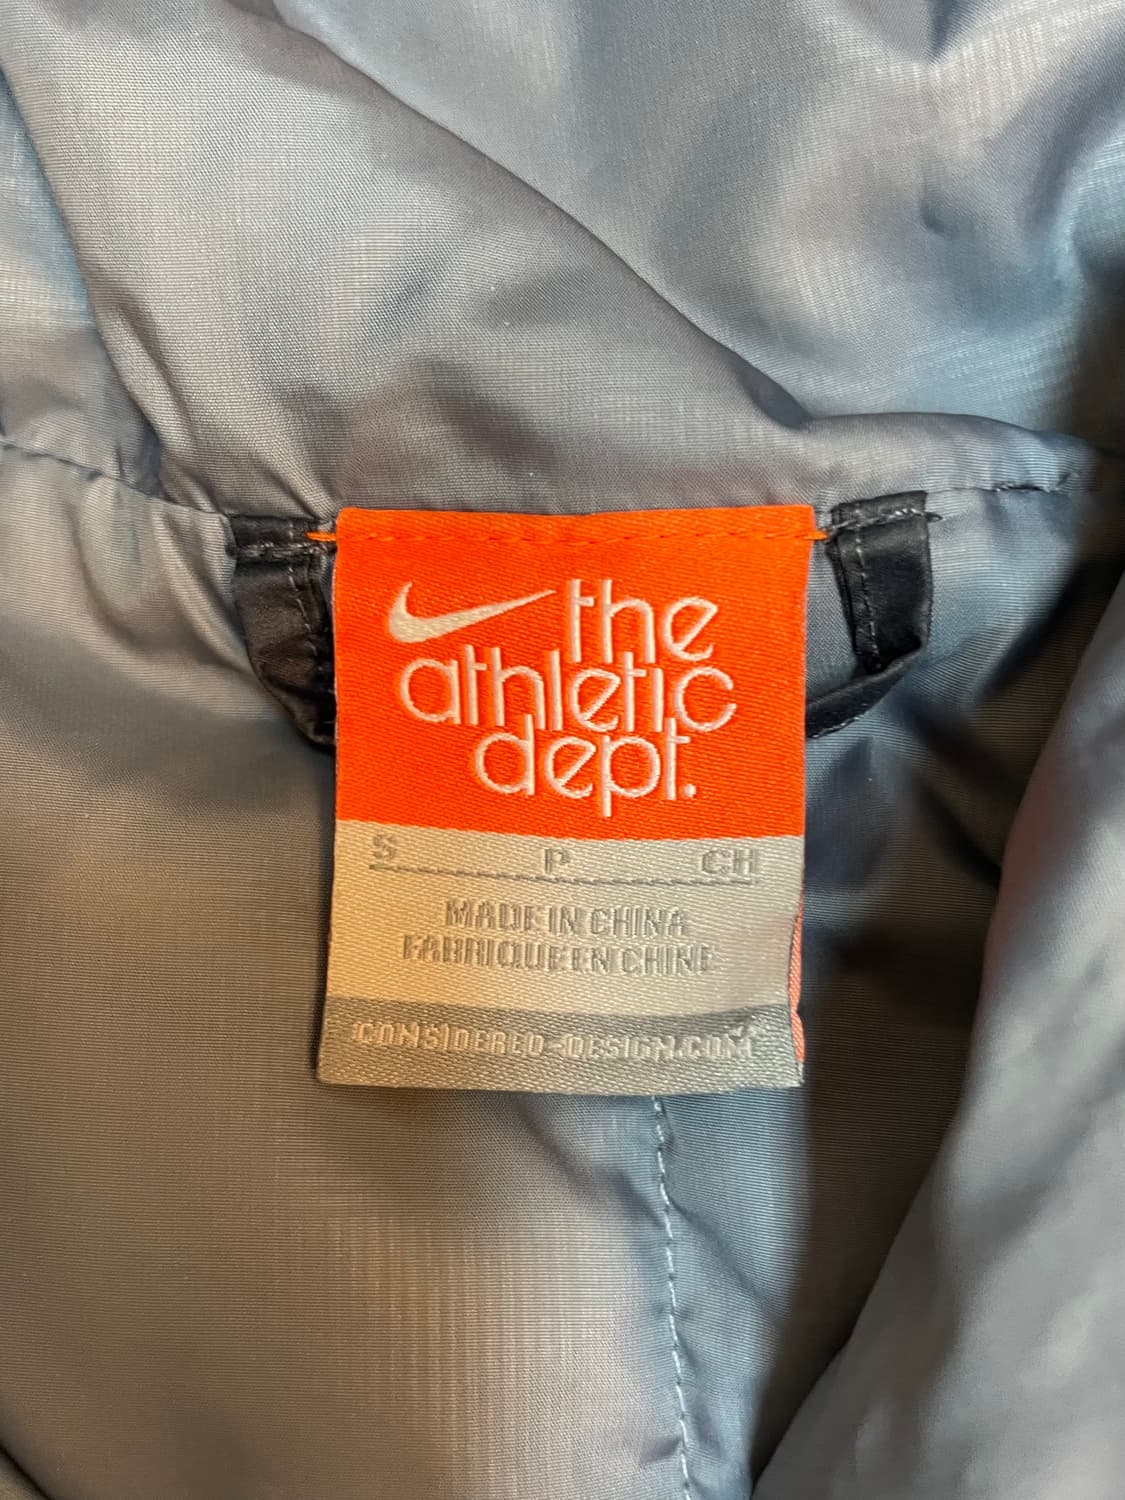 the
athletic
dept.
S P CH
MADE IN CHINA
FABRIQUE EN CHINE
CONSIDERED-DESIGN.COM